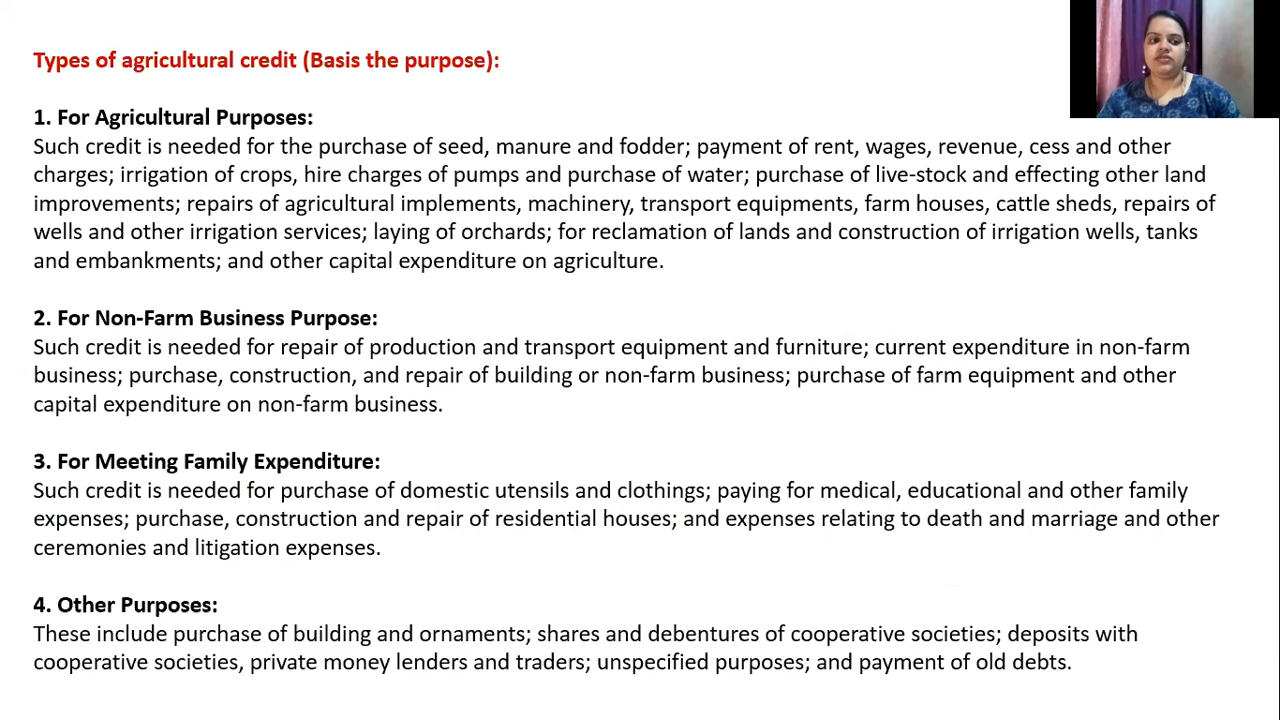 Types of agricultural credit (Basis the purpose):
1. For Agricultural Purposes:
Such credit is needed for the purchase of seed, manure and fodder; payment of rent, wages, revenue, cess and other
charges; irrigation of crops, hire charges of pumps and purchase of water; purchase of live-stock and effecting other land
improvements; repairs of agricultural implements, machinery, transport equipments, farm houses, cattle sheds, repairs of
wells and other irrigation services; laying of orchards; for reclamation of lands and construction of irrigation wells, tanks
and embankments; and other capital expenditure on agriculture.
2. For Non-Farm Business Purpose:
Such credit is needed for repair of production and transport equipment and furniture; current expenditure in non-farm
business; purchase, construction, and repair of building or non-farm business; purchase of farm equipment and other
capital expenditure on non-farm business.
3. For Meeting Family Expenditure:
Such credit is needed for purchase of domestic utensils and clothings; paying for medical, educational and other family
expenses; purchase, construction and repair of residential houses; and expenses relating to death and marriage and other
ceremonies and litigation expenses.
4. Other Purposes:
These include purchase of building and ornaments; shares and debentures of cooperative societies; deposits with
cooperative societies, private money lenders and traders; unspecified purposes; and payment of old debts.